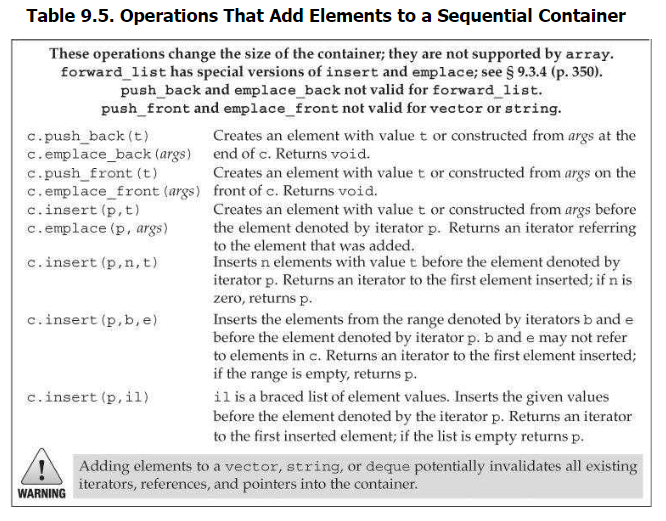 Table 9.5. Operations That Add Elements to a Sequential Container
These operations change the size of the container; they are not supported by array.
forward_list has special versions of insert and emplace; see § 9.3.4 (p. 350).
push_back and emplace_back not valid for forward_list.
push_front and emplace_front not valid for vector or string.
c.push_back(t) Creates an element with value t or constructed from args at the
c.emplace_back(args) end of c. Returns void.
c.push_front(t) Creates an element with value t or constructed from args on the
c.emplace_front(args) front of c. Returns void.
c.insert(p,t) Creates an element with value t or constructed from args before
c.emplace(p, args) the element denoted by iterator p. Returns an iterator referring
to the element that was added.
c.insert(p,n,t) Inserts n elements with value t before the element denoted by
iterator p. Returns an iterator to the first element inserted; if n is
zero, returns p.
c.insert(p,b,e) Inserts the elements from the range denoted by iterators b and e
before the element denoted by iterator p. b and e may not refer
to elements in c. Returns an iterator to the first element inserted;
if the range is empty, returns p.
c.insert(p,il) il is a braced list of element values. Inserts the given values
before the element denoted by the iterator p. Returns an iterator
to the first inserted element; if the list is empty returns p.
WARNING
Adding elements to a vector, string, or deque potentially invalidates all existing
iterators, references, and pointers into the container.